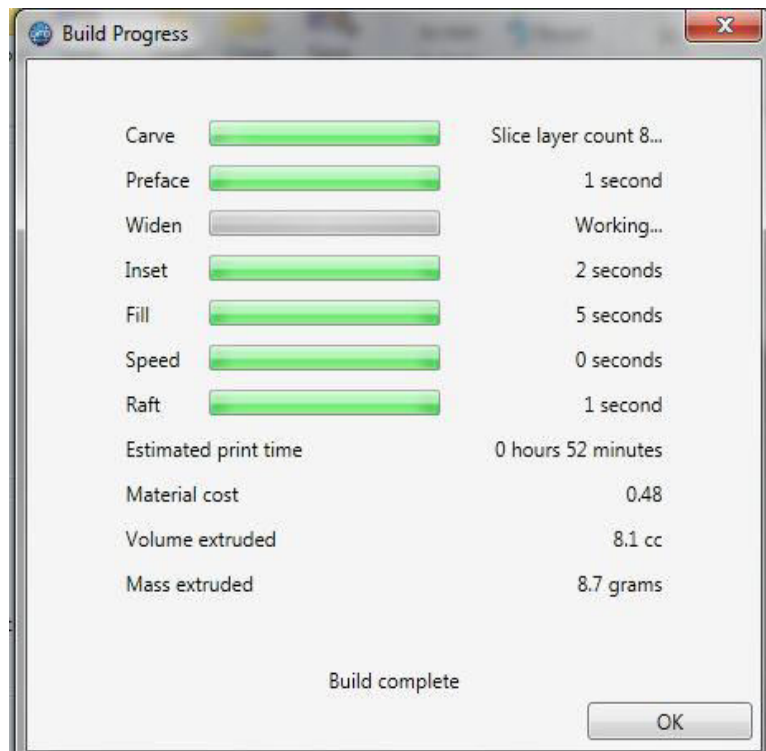 Build Progress
Carve Slice layer count 8...
Preface 1 second
Widen Working...
Inset 2 seconds
Fill 5 seconds
Speed 0 seconds
Raft 1 second
Estimated print time 0 hours 52 minutes
Material cost 0.48
Volume extruded 8.1 cc
Mass extruded 8.7 grams
Build complete
OK